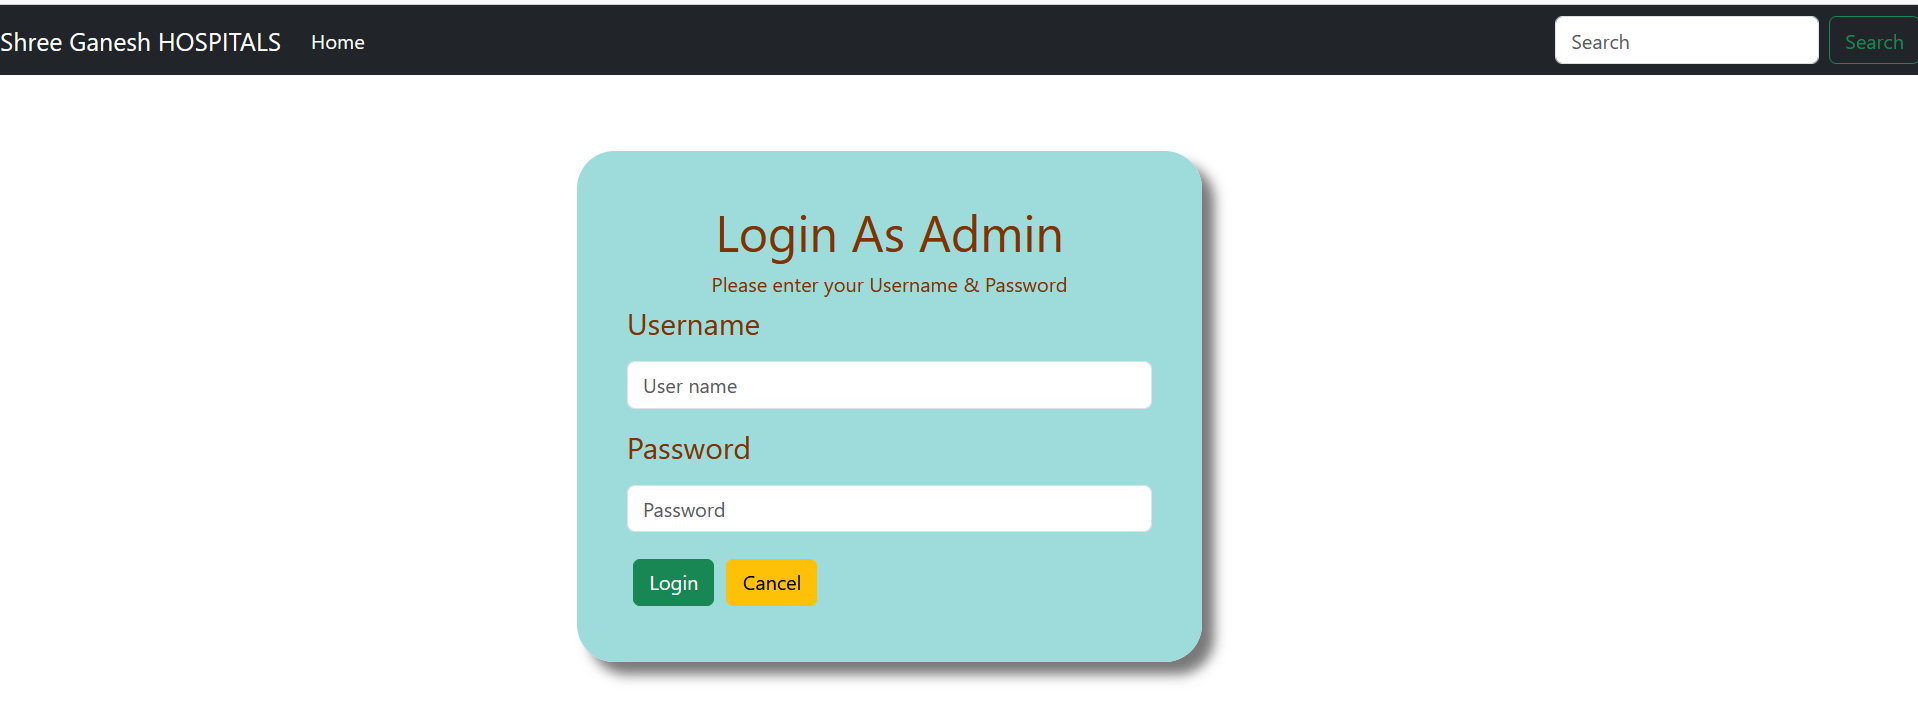 Shree Ganesh HOSPITALS Home Search Search
Login As Admin
Please enter your Username & Password
Username
User name
Password
Password
Login Cancel